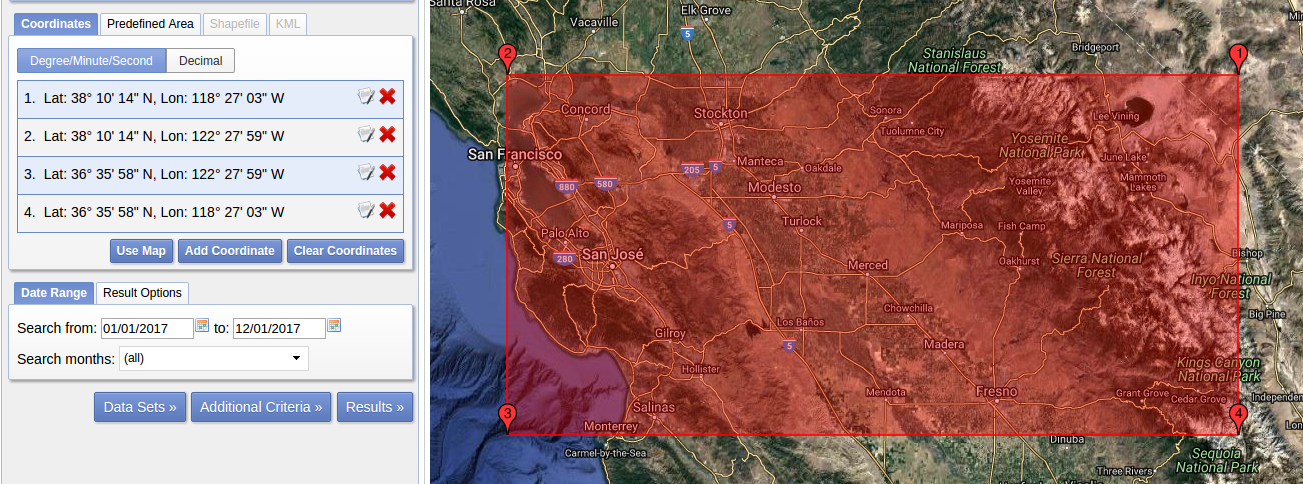 Coordinates Predefined Area Shapefile KML
Degree/Minute/Second Decimal
1. Lat: 38° 10' 14" N, Lon: 118° 27' 03" W
2. Lat: 38° 10' 14" N, Lon: 122° 27' 59" W
3. Lat: 36° 35' 58" N, Lon: 122° 27' 59" W
4. Lat: 36° 35' 58" N, Lon: 118° 27' 03" W
Use Map Add Coordinate Clear Coordinates
Date Range Result Options
Search from: 01/01/2017 to: 12/01/2017
Search months: (all)
Data Sets » Additional Criteria » Results »
Santa Rosa
Vacaville
Elk Grove
5
Stanislaus
National Forest
Bridgeport
2
1
Concord
Stockton
Sonora
Tuolumne City
Lee Vining
San Francisco
Manteca
Oakdale
205
5
Yosemite
National Park
June Lake
880
580
Modesto
Yosemite
Valley
Mammoth
Lakes
Palo Alto
5
Turlock
Mariposa
Fish Camp
280
San José
Merced
Oakhurst
Sierra National
Forest
Bishop
Inyo National
Forest
Chowchilla
Big Pine
Los Baños
Gilroy
5
Madera
Hollister
Kings Canyon
National Park
Mendota
Fresno
Grant Grove
Cedar Grove
Independen
Salinas
3
4
Monterrey
Lon
Carmel-by-the-Sea
Dinuba
Sequoia
National Park
Three Rivers